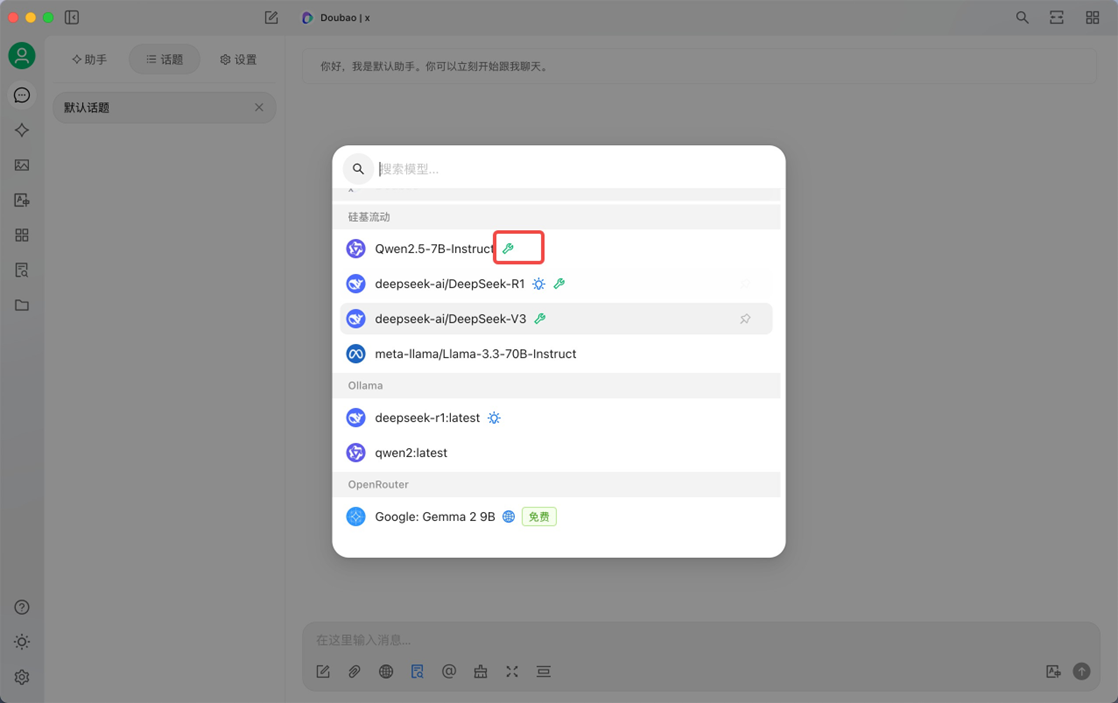 Doubao | x
助手
话题
设置
默认话题
你好，我是默认助手。你可以立刻开始跟我聊天。
搜索模型...
硅基流动
Qwen2.5-7B-Instruct
deepseek-ai/DeepSeek-R1
deepseek-ai/DeepSeek-V3
meta-llama/Llama-3.3-70B-Instruct
Ollama
deepseek-r1:latest
qwen2:latest
OpenRouter
Google: Gemma 2 9B 免费
在这里输入消息...